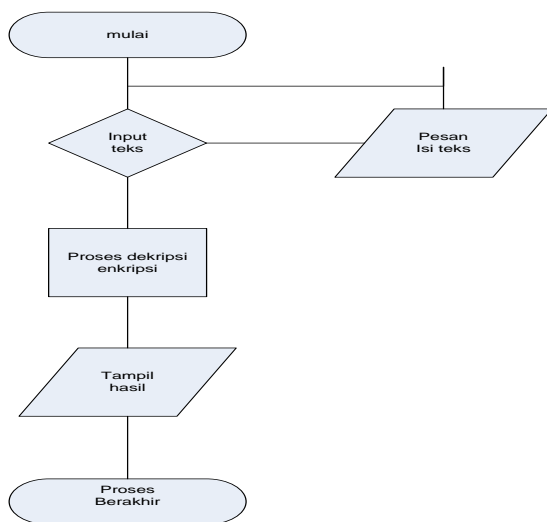 mulai
Input
teks
Pesan
Isi teks
Proses dekripsi
enkripsi
Tampil
hasil
Proses
Berakhir